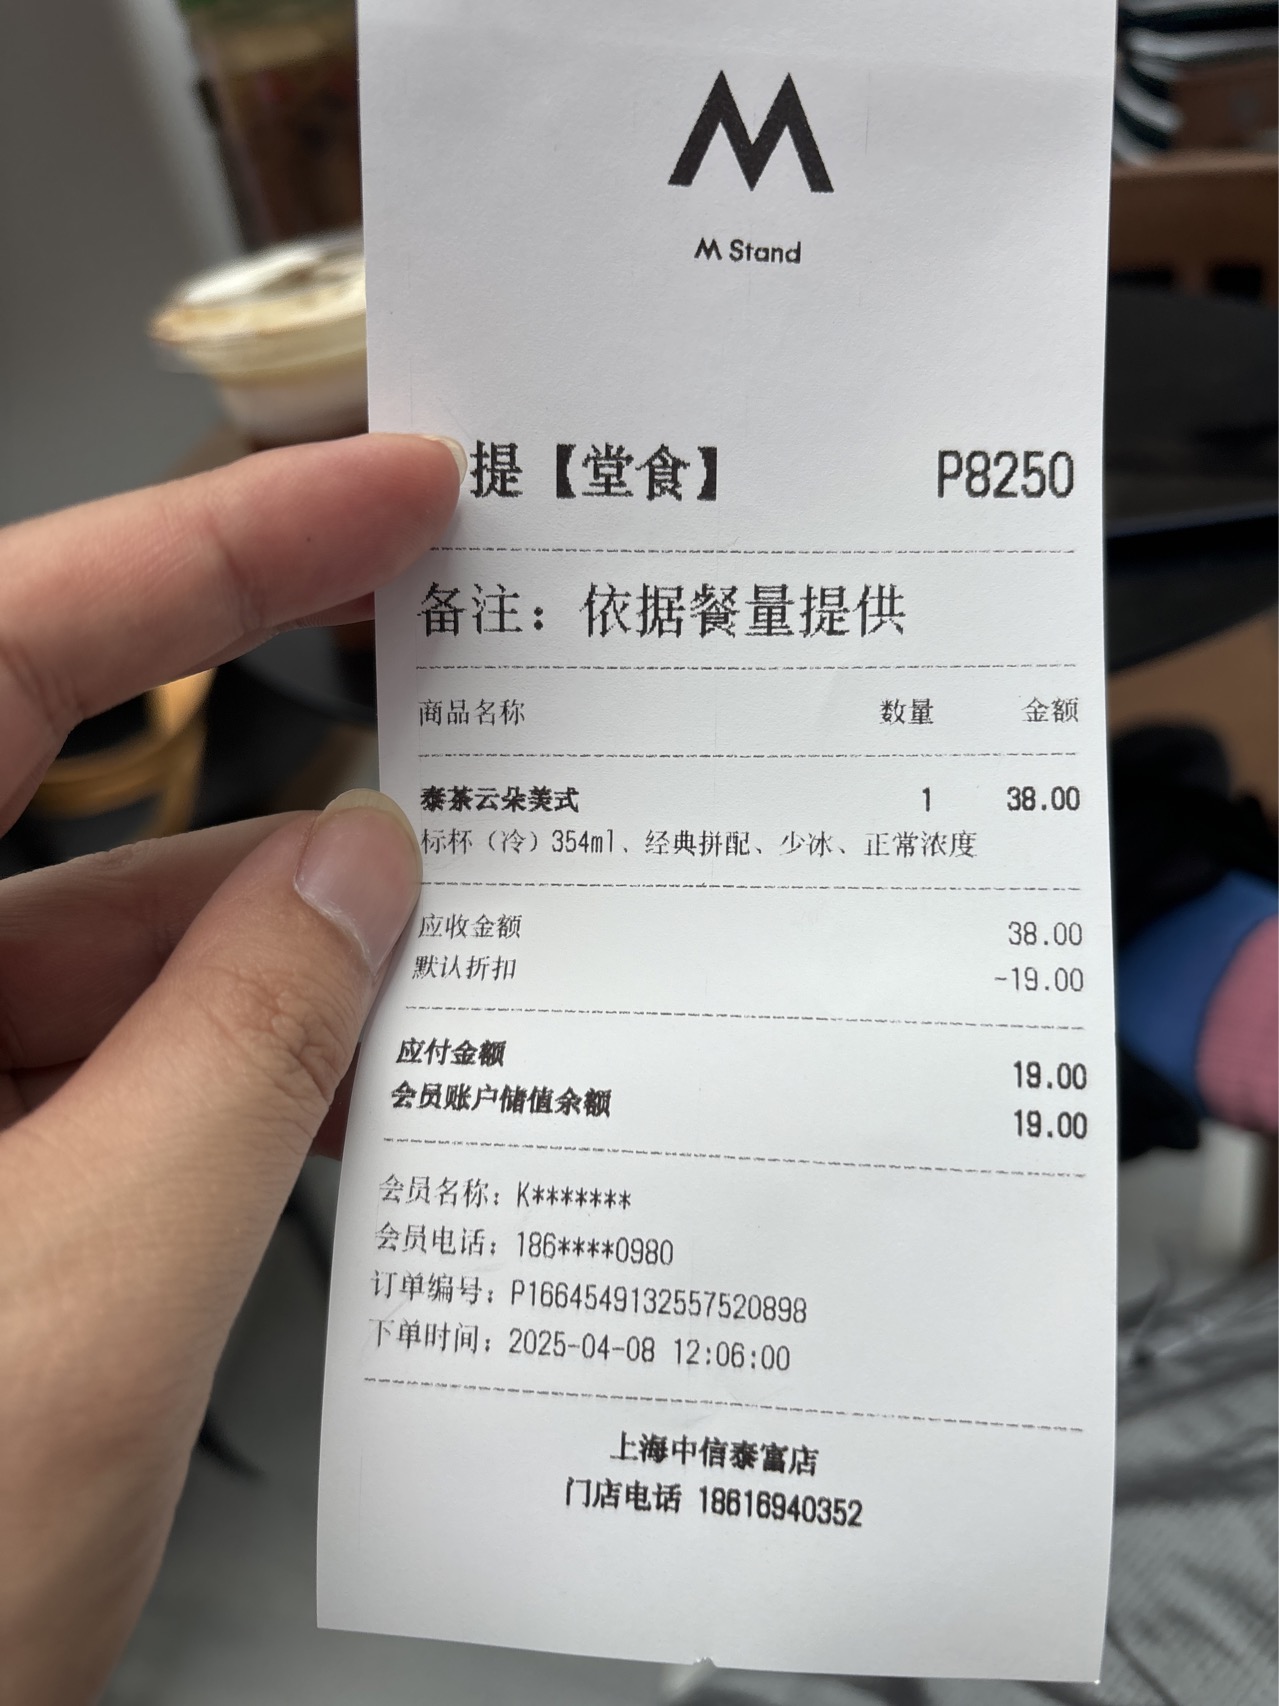 M Stand
提【堂食】 P8250
备注：依据餐量提供
商品名称 数量 金额
泰茶云朵美式 1 38.00
标杯（冷）354ml、经典拼配、少冰、正常浓度
应收金额 38.00
默认折扣 -19.00
应付金额 19.00
会员账户储值余额 19.00
会员名称：K*******
会员电话：186****0980
订单编号：P1664549132557520898
下单时间：2025-04-08 12:06:00
上海中信泰富店
门店电话 18616940352